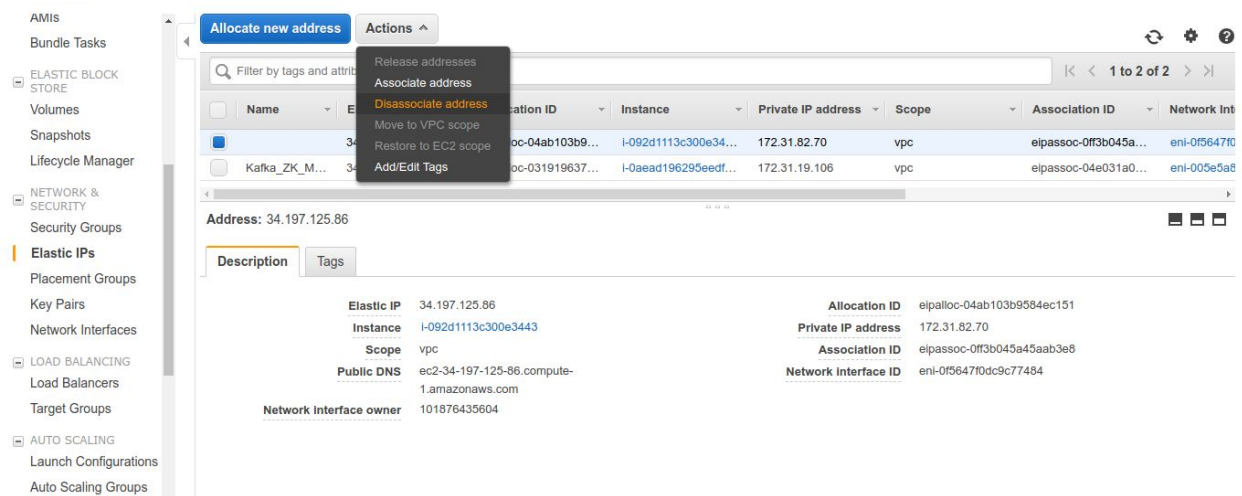 AMIs
Bundle Tasks
ELASTIC BLOCK
STORE
Volumes
Snapshots
Lifecycle Manager
NETWORK &
SECURITY
Security Groups
Elastic IPs
Placement Groups
Key Pairs
Network Interfaces
LOAD BALANCING
Load Balancers
Target Groups
AUTO SCALING
Launch Configurations
Auto Scaling Groups
Allocate new address Actions
Release addresses
Associate address
Disassociate address
Move to VPC scope
Restore to EC2 scope
Add/Edit Tags
Filter by tags and attrib 1 to 2 of 2
Name E cation ID Instance Private IP address Scope Association ID Network Int
34 oc-04ab103b9... i-092d1113c300e34... 172.31.82.70 vpc eipassoc-0ff3b045a... eni-0f5647f0
Kafka_ZK_M... 34 oc-031919637... i-0aead196295eedf... 172.31.19.106 vpc eipassoc-04e031a0... eni-005e5a8
Address: 34.197.125.86
Description Tags
Elastic IP 34.197.125.86 Allocation ID eipalloc-04ab103b9584ec151
Instance i-092d1113c300e3443 Private IP address 172.31.82.70
Scope vpc Association ID eipassoc-0ff3b045a45aab3e8
Public DNS ec2-34-197-125-86.compute- Network interface ID eni-0f5647f0dc9c77484
1.amazonaws.com
Network Interface owner 101876435604